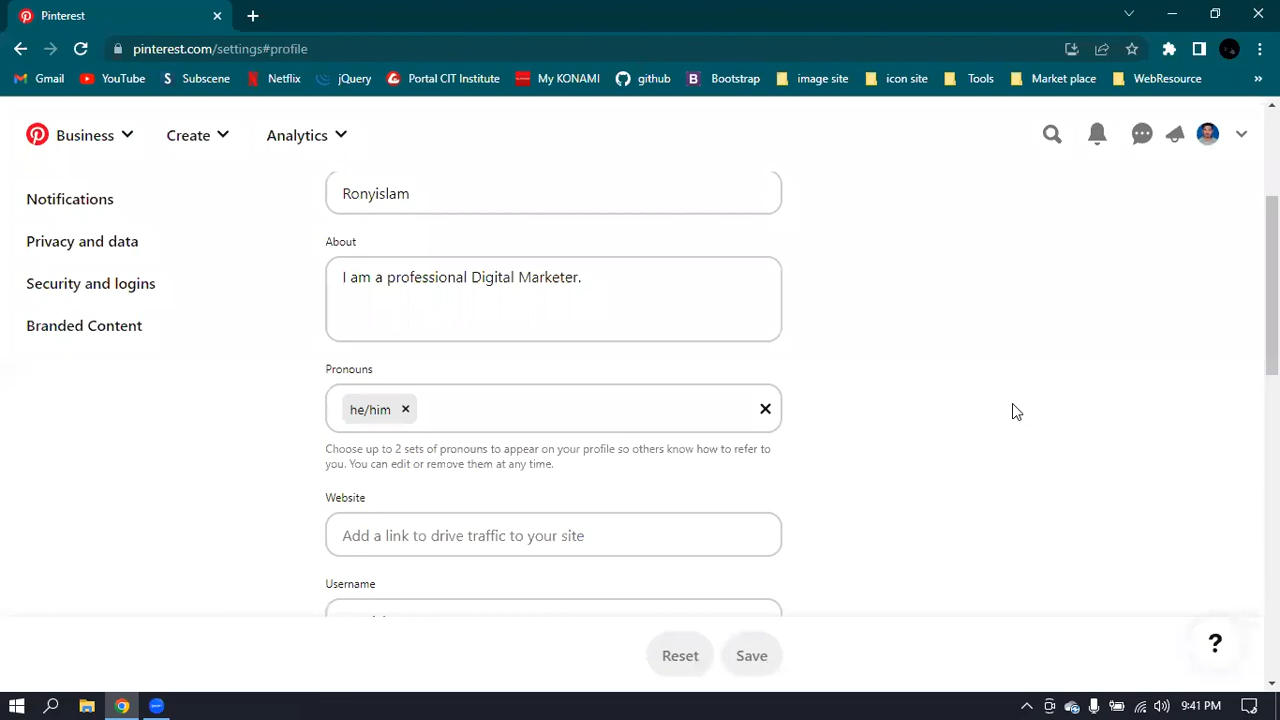 Pinterest
pinterest.com/settings#profile
Gmail YouTube Subscene Netflix jQuery Portal CIT Institute My KONAMI github Bootstrap image site icon site Tools Market place WebResource »
Business Create Analytics
Notifications
Privacy and data
Security and logins
Branded Content
Ronyislam
About
I am a professional Digital Marketer.
Pronouns
he/him
Choose up to 2 sets of pronouns to appear on your profile so others know how to refer to
you. You can edit or remove them at any time.
Website
Add a link to drive traffic to your site
Username
Reset Save
?
9:41 PM